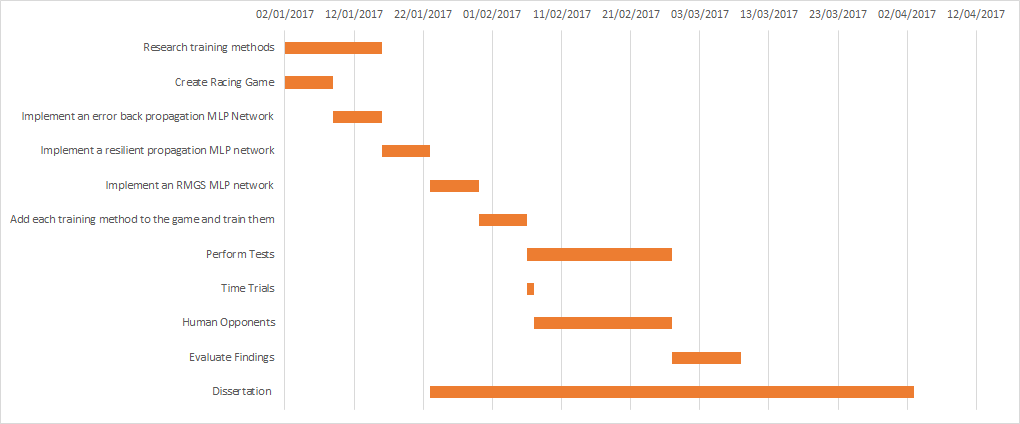 02/01/2017 12/01/2017 22/01/2017 01/02/2017 11/02/2017 21/02/2017 03/03/2017 13/03/2017 23/03/2017 02/04/2017 12/04/2017
Research training methods
Create Racing Game
Implement an error back propagation MLP Network
Implement a resilient propagation MLP network
Implement an RMGS MLP network
Add each training method to the game and train them
Perform Tests
Time Trials
Human Opponents
Evaluate Findings
Dissertation